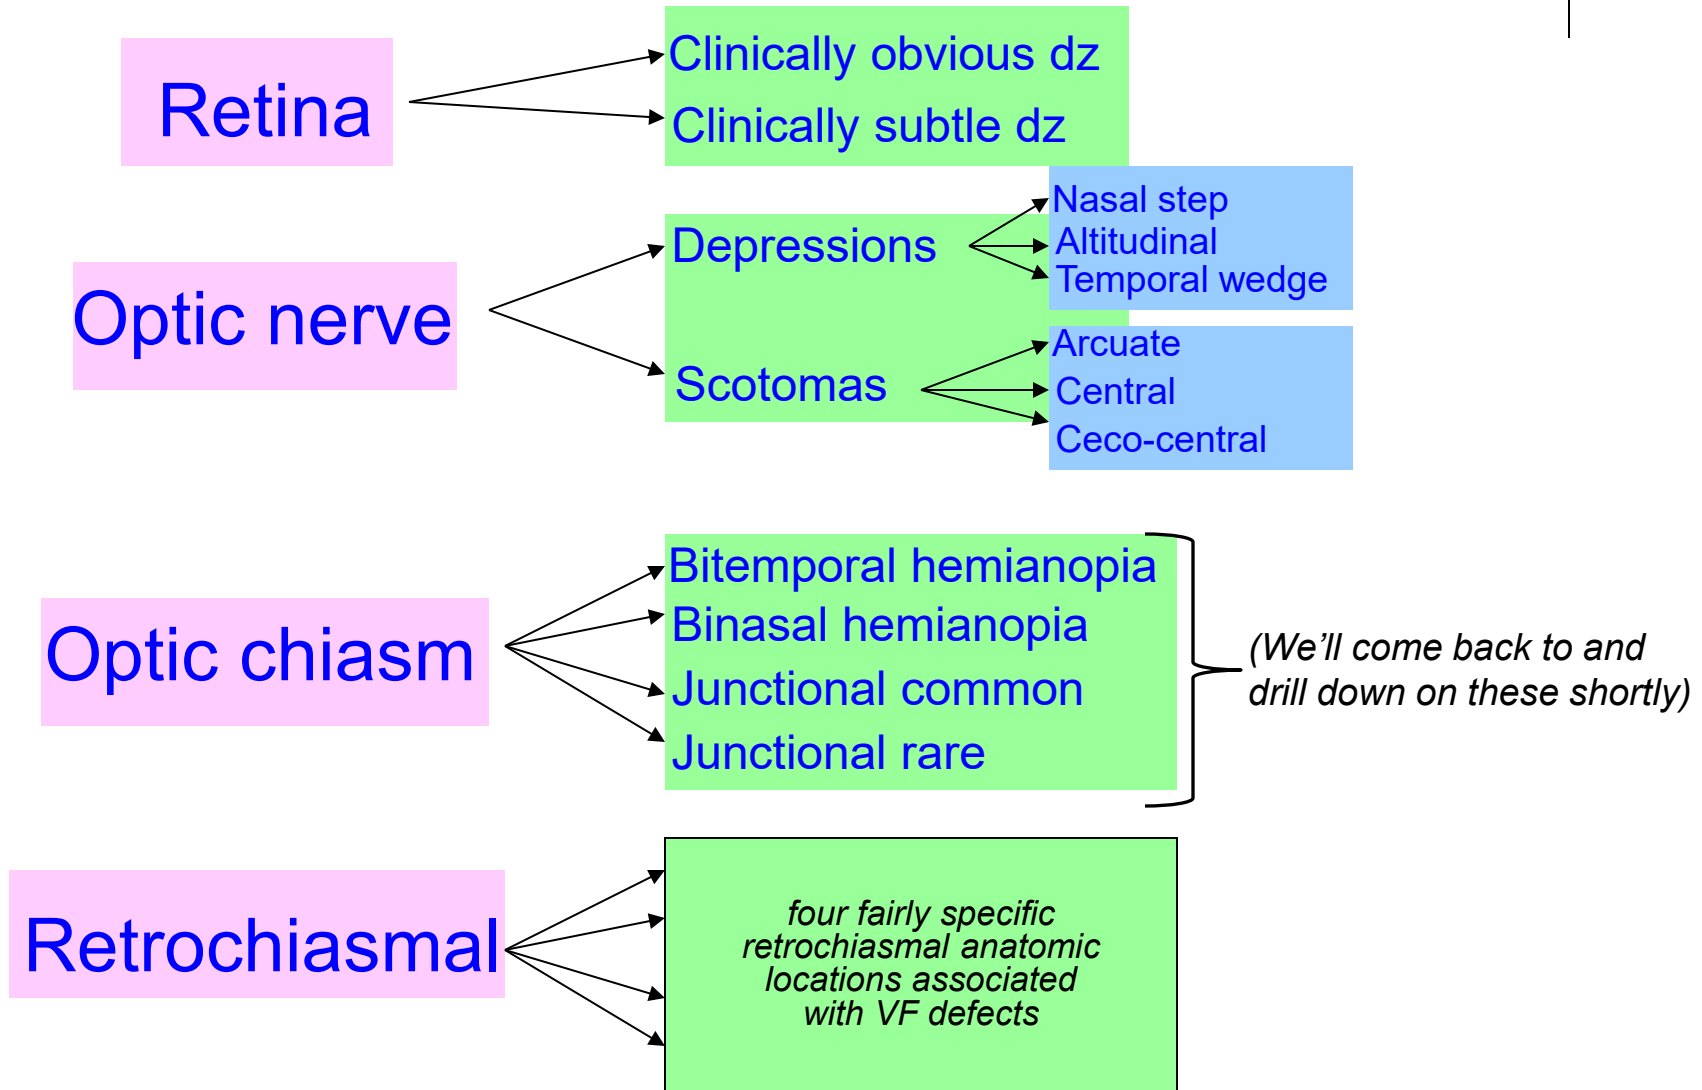 Retina
Clinically obvious dz
Clinically subtle dz
Optic nerve
Depressions
Nasal step
Altitudinal
Temporal wedge
Scotomas
Arcuate
Central
Ceco-central
Optic chiasm
Bitemporal hemianopia
Binasal hemianopia
Junctional common
Junctional rare
(We’ll come back to and
drill down on these shortly)
Retrochiasmal
four fairly specific
retrochiasmal anatomic
locations associated
with VF defects